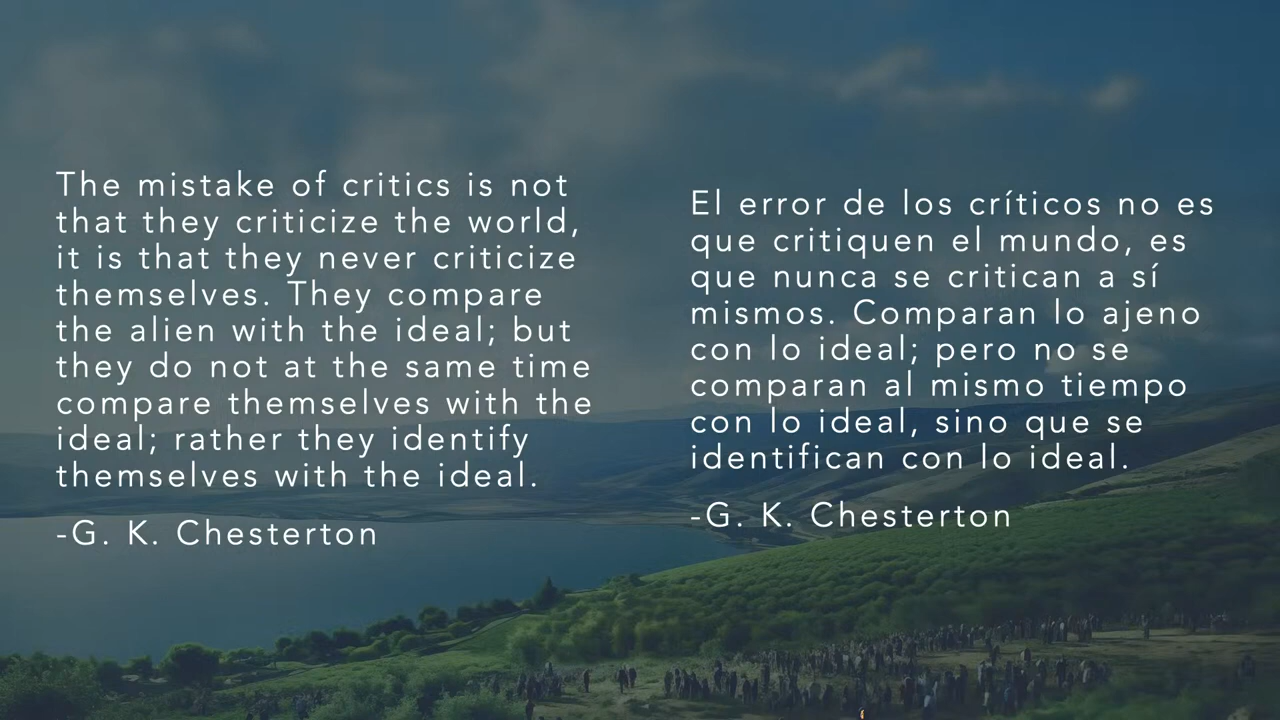 The mistake of critics is not
that they criticize the world,
it is that they never criticize
themselves. They compare
the alien with the ideal; but
they do not at the same time
compare themselves with the
ideal; rather they identify
themselves with the ideal.
-G. K. Chesterton
El error de los críticos no es
que critiquen el mundo, es
que nunca se critican a sí
mismos. Comparan lo ajeno
con lo ideal; pero no se
comparan al mismo tiempo
con lo ideal, sino que se
identifican con lo ideal.
-G. K. Chesterton